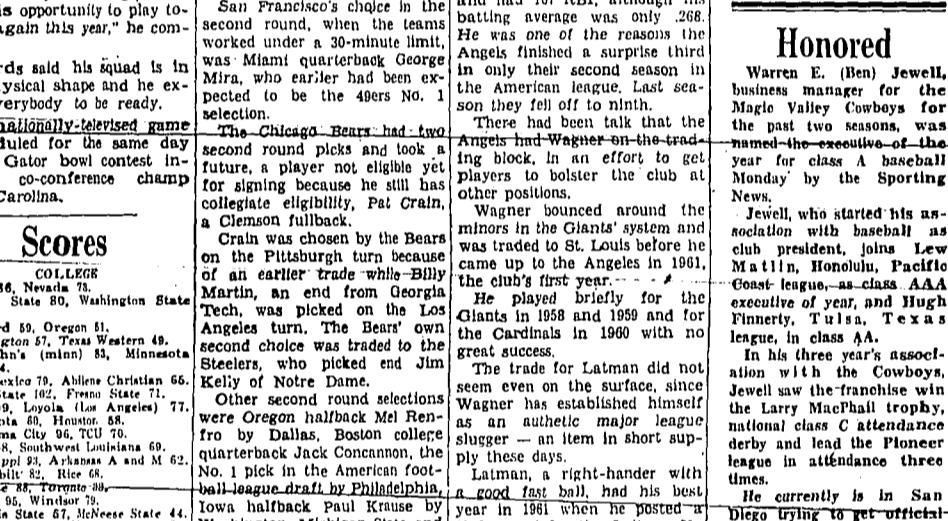 is opportunity to play to-
again this year," he com-
rds said his squad is in
ysical shape and he ex-
verybody to be ready.
nationally-televised game
duled for the same day
Gator bowl contest in-
co-conference champ
Carolina.
Scores
COLLEGE
36, Nevada 73.
State 80, Washington State
rd 59, Oregon 51.
ngton 57, Texas Western 49.
hn's (minn) 83, Minnesota
4.
exico 79, Abilene Christian 65.
State 102, Fresno State 71.
9, Loyola (Los Angeles) 77.
ota 80, Houston 58.
ma City 96, TCU 70.
8, Southwest Louisiana 69.
ppi 93, Arkansas A and M 62.
bilt 82, Rice 68.
te 88, Toronto 38.
95, Windsor 79.
ia State 67, McNeese State 44.
San Francisco's choice in the
second round, when the teams
worked under a 30-minute limit,
was Miami quarterback George
Mira, who earlier had been ex-
pected to be the 49ers No. 1
selection.
The Chicago Bears had two
second round picks and took a
future, a player not eligible yet
for signing because he still has
collegiate eligibility, Pat Crain,
a Clemson fullback.
Crain was chosen by the Bears
on the Pittsburgh turn because
of an earlier trade while Billy
Martin, an end from Georgia
Tech, was picked on the Los
Angeles turn. The Bears' own
second choice was traded to the
Steelers, who picked end Jim
Kelly of Notre Dame.
Other second round selections
were Oregon halfback Mel Ren-
fro by Dallas, Boston college
quarterback Jack Concannon, the
No. 1 pick in the American foot-
ball league draft by Philadelphia,
Iowa halfback Paul Krause by
Washington, Michigan State and
and had for RBI, although his
batting average was only .268.
He was one of the reasons the
Angels finished a surprise third
in only their second season in
the American league. Last sea-
son they fell off to ninth.
There had been talk that the
Angels had Wagner on the trad-
ing block, in an effort to get
players to bolster the club at
other positions.
Wagner bounced around the
minors in the Giants' system and
was traded to St. Louis before he
came up to the Angeles in 1961,
the club's first year.
He played briefly for the
Giants in 1958 and 1959 and for
the Cardinals in 1960 with no
great success.
The trade for Latman did not
seem even on the surface, since
Wagner has established himself
as an authetic major league
slugger — an item in short sup-
ply these days.
Latman, a right-hander with
a good fast ball, had his best
year in 1961 when he posted a
Honored
Warren E. (Ben) Jewell,
business manager for the
Magic Valley Cowboys for
the past two seasons, was
named the executive of the
year for class A baseball
Monday by the Sporting
News.
Jewell, who started his as-
sociation with baseball as
club president, joins Lew
Matlin, Honolulu, Pacific
Coast league, as class AAA
executive of year, and Hugh
Finnerty, Tulsa, Texas
league, in class AA.
In his three year's associ-
ation with the Cowboys,
Jewell saw the franchise win
the Larry MacPhail trophy,
national class C attendance
derby and lead the Pioneer
league in attendance three
times.
He currently is in San
Diego trying to get official-